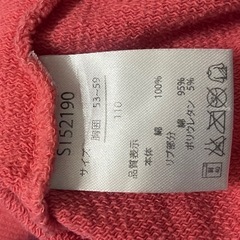 ST52190
サイズ 胸囲 53~59
110
品質表示
本体 綿 100%
リブ部分 綿 95%
ポリウレタン 5%